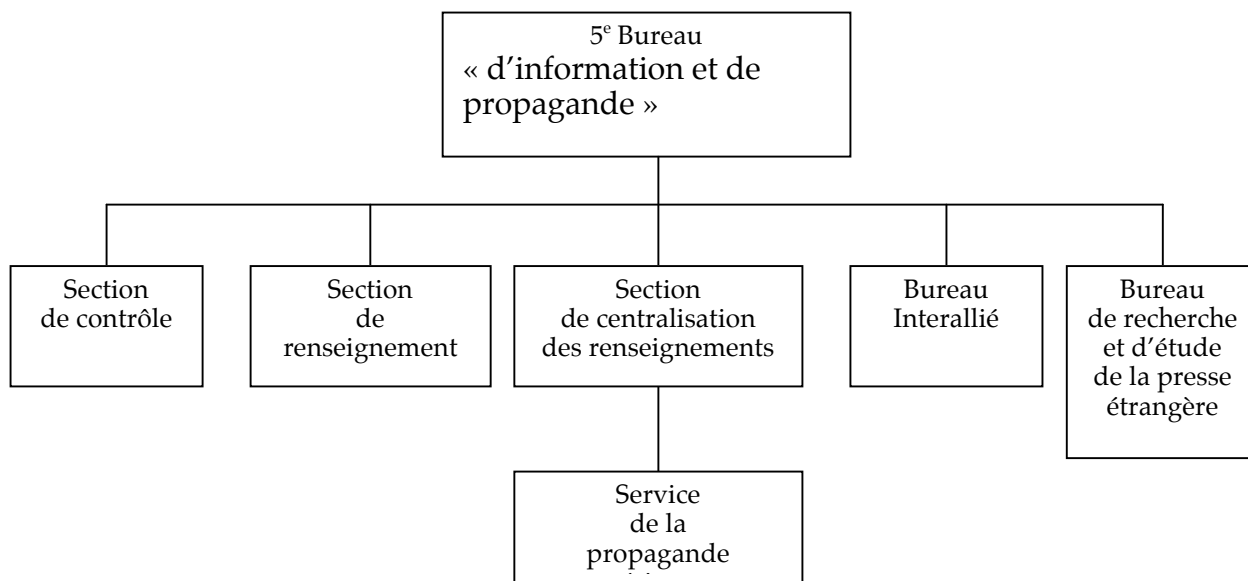 5e Bureau
« d’information et de
propagande »
Section
de contrôle
Section
de
renseignement
Section
de centralisation
des renseignements
Bureau
Interallié
Bureau
de recherche
et d’étude
de la presse
étrangère
Service
de la
propagande